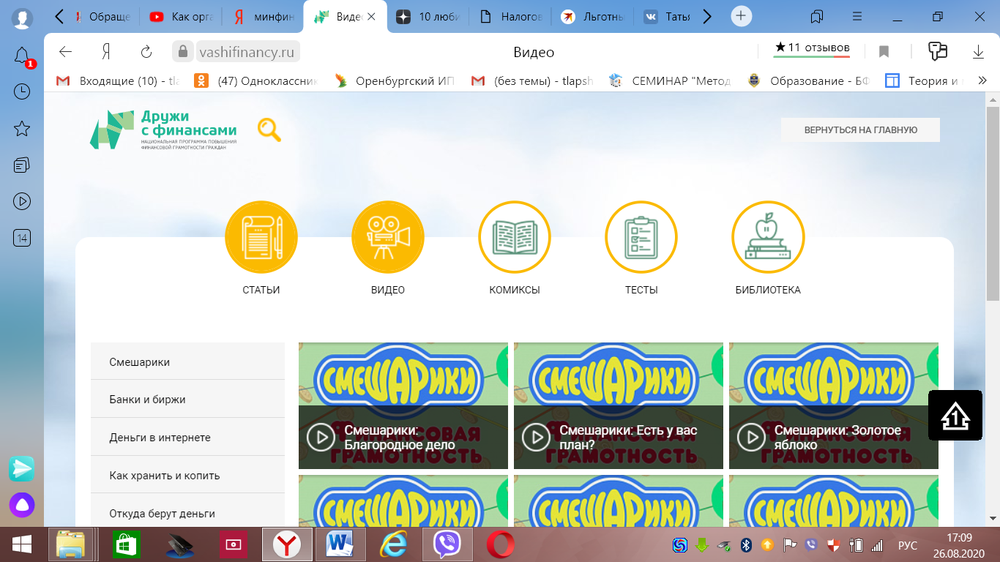 Обраще
Как орга
минфин
Видео
10 люби
Налогов
Льготны
Татья
vashifinancy.ru
Видео
★11 отзывов
1
Входящие (10) - tla
(47) Одноклассник
Оренбургский ИП
(без темы) - tlapsh
СЕМИНАР "Метод
Образование - БФ
Теория и
Дружи
с финансами
НАЦИОНАЛЬНАЯ ПРОГРАММА ПОВЫШЕНИЯ
ФИНАНСОВОЙ ГРАМОТНОСТИ ГРАЖДАН
ВЕРНУТЬСЯ НА ГЛАВНУЮ
14
СТАТЬИ
ВИДЕО
КОМИКСЫ
ТЕСТЫ
БИБЛИОТЕКА
Смешарики
Банки и биржи
Деньги в интернете
Как хранить и копить
Откуда берут деньги
СМЕШАРИКИ
ФИНАНСОВАЯ
ГРАМОТНОСТЬ
Смешарики:
Благородное дело
СМЕШАРИКИ
ФИНАНСОВАЯ
ГРАМОТНОСТЬ
Смешарики: Есть у вас
план?
СМЕШАРИКИ
ФИНАНСОВАЯ
ГРАМОТНОСТЬ
Смешарики: Золотое
яблоко
1
СМЕШАРИКИ
СМЕШАРИКИ
СМЕШАРИКИ
РУС
17:09
26.08.2020